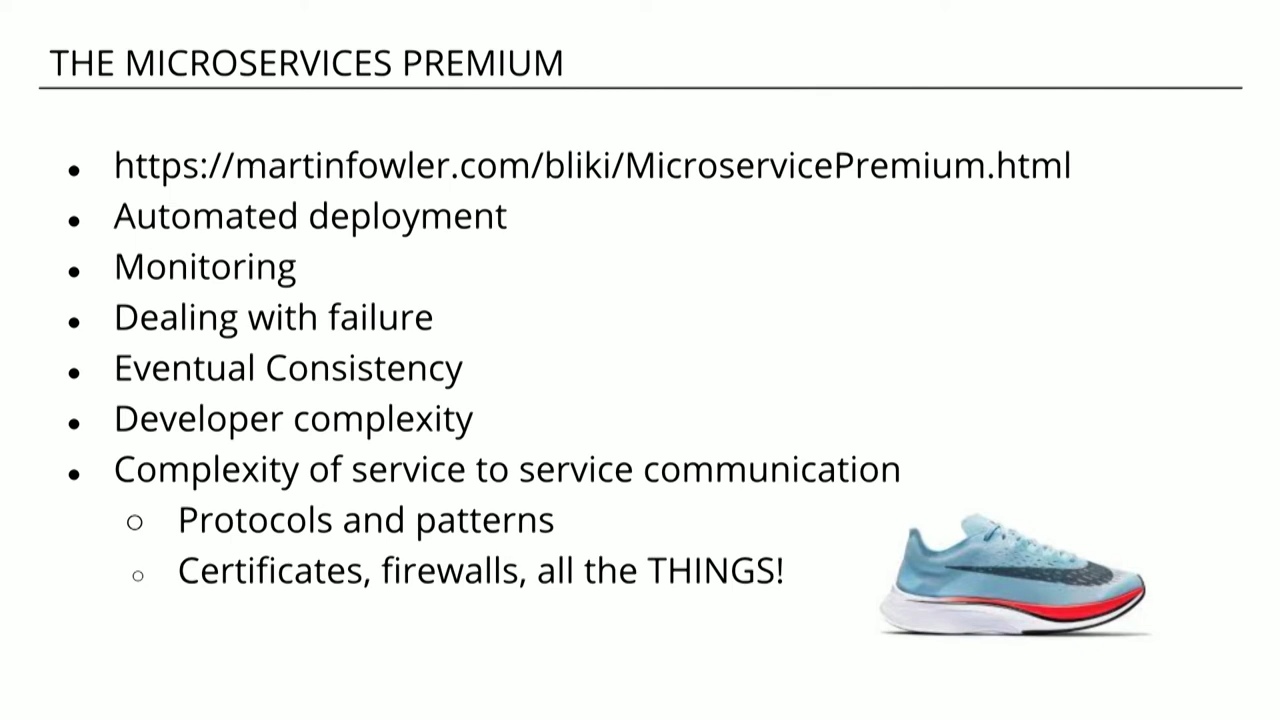 THE MICROSERVICES PREMIUM
https://martinfowler.com/bliki/MicroservicePremium.html
Automated deployment
Monitoring
Dealing with failure
Eventual Consistency
Developer complexity
Complexity of service to service communication
Protocols and patterns
Certificates, firewalls, all the THINGS!